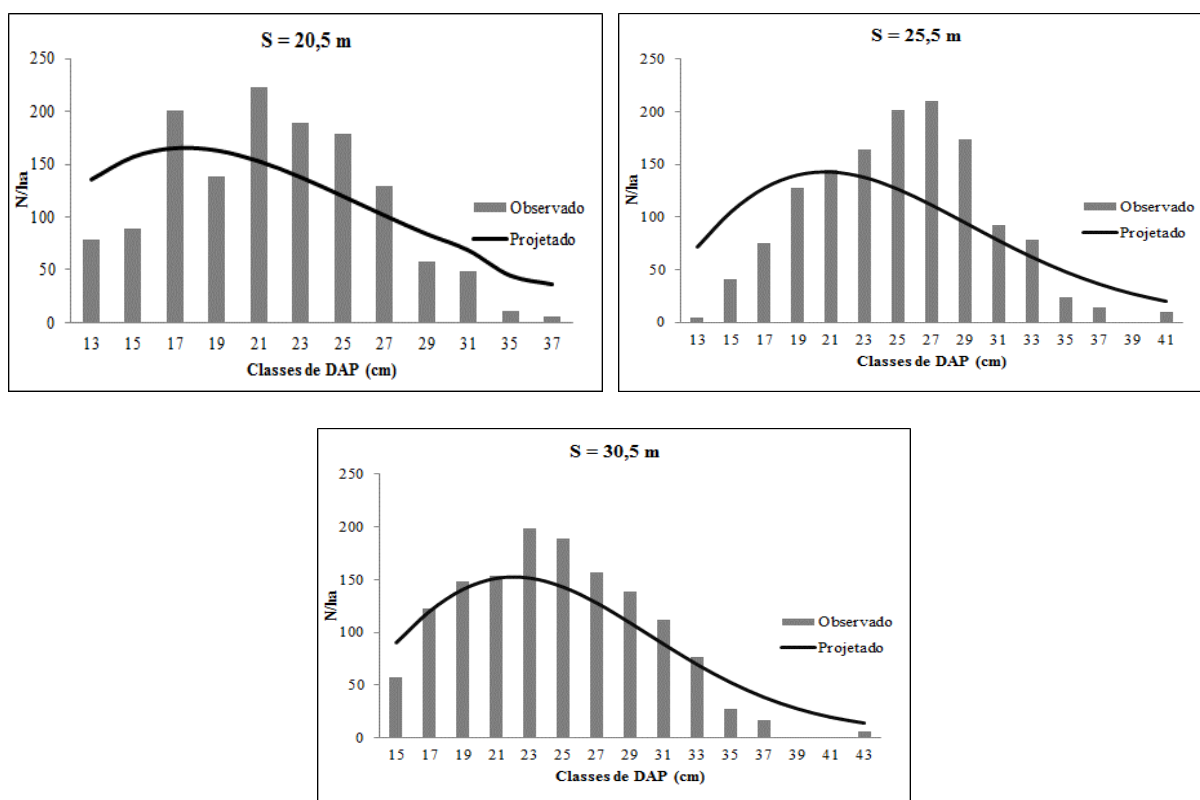 S = 20,5 m
250
200
150
100
50
0
N/ha
Observado
Projetado
13 15 17 19 21 23 25 27 29 31 35 37
Classes de DAP (cm)
S = 25,5 m
250
200
150
100
50
0
N/ha
Observado
Projetado
13 15 17 19 21 23 25 27 29 31 33 35 37 39 41
Classes de DAP (cm)
S = 30,5 m
250
200
150
100
50
0
N/ha
Observado
Projetado
15 17 19 21 23 25 27 29 31 33 35 37 39 41 43
Classes de DAP (cm)